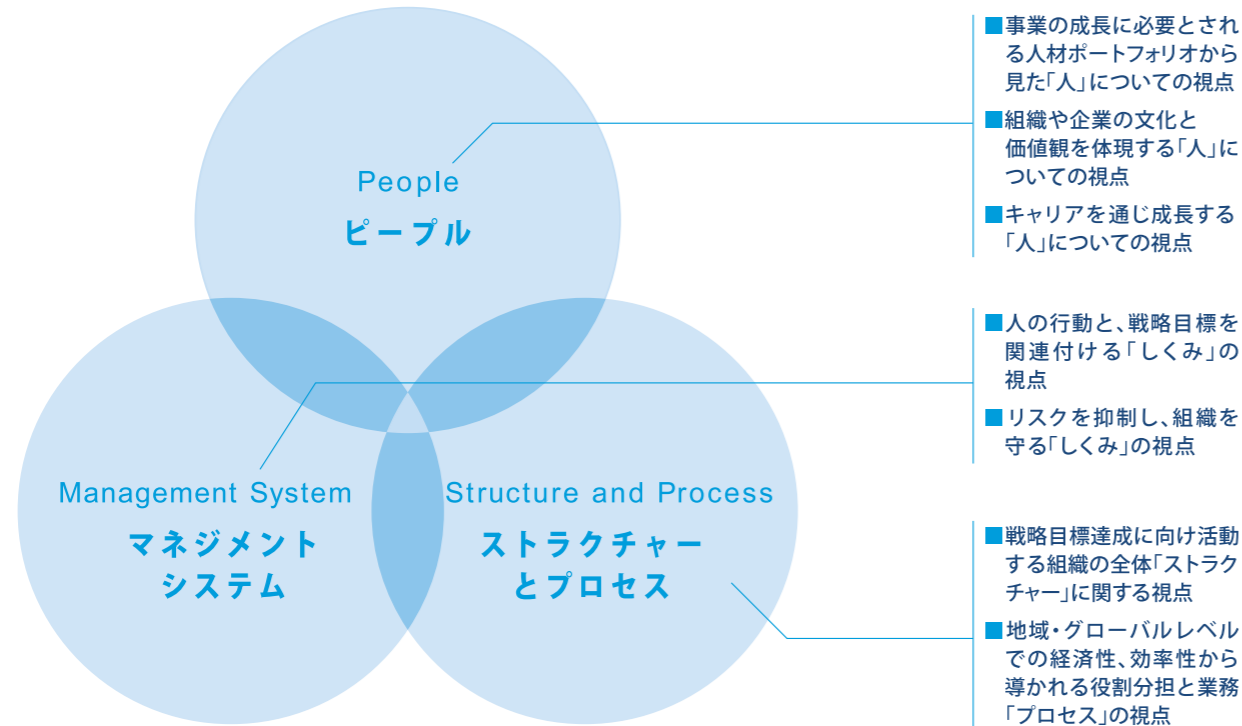 People
ピープル
Management System
マネジメント
システム
Structure and Process
ストラクチャー
とプロセス
■事業の成長に必要とされ
る人材ポートフォリオから
見た「人」についての視点
■組織や企業の文化と
価値観を体現する「人」に
ついての視点
■キャリアを通じ成長する
「人」についての視点
■人の行動と、戦略目標を
関連付ける「しくみ」の
視点
■リスクを抑制し、組織を
守る「しくみ」の視点
■戦略目標達成に向け活動
する組織の全体「ストラク
チャー」に関する視点
■地域・グローバルレベル
での経済性、効率性から
導かれる役割分担と業務
「プロセス」の視点